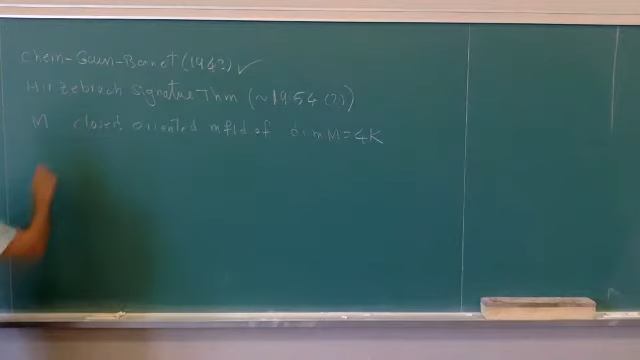 Chern-Gauss-Bonnet (1943) ✓
Hirzebruch Signature Thm (~1954(?))
M closed, oriented mfld of dim M=4K